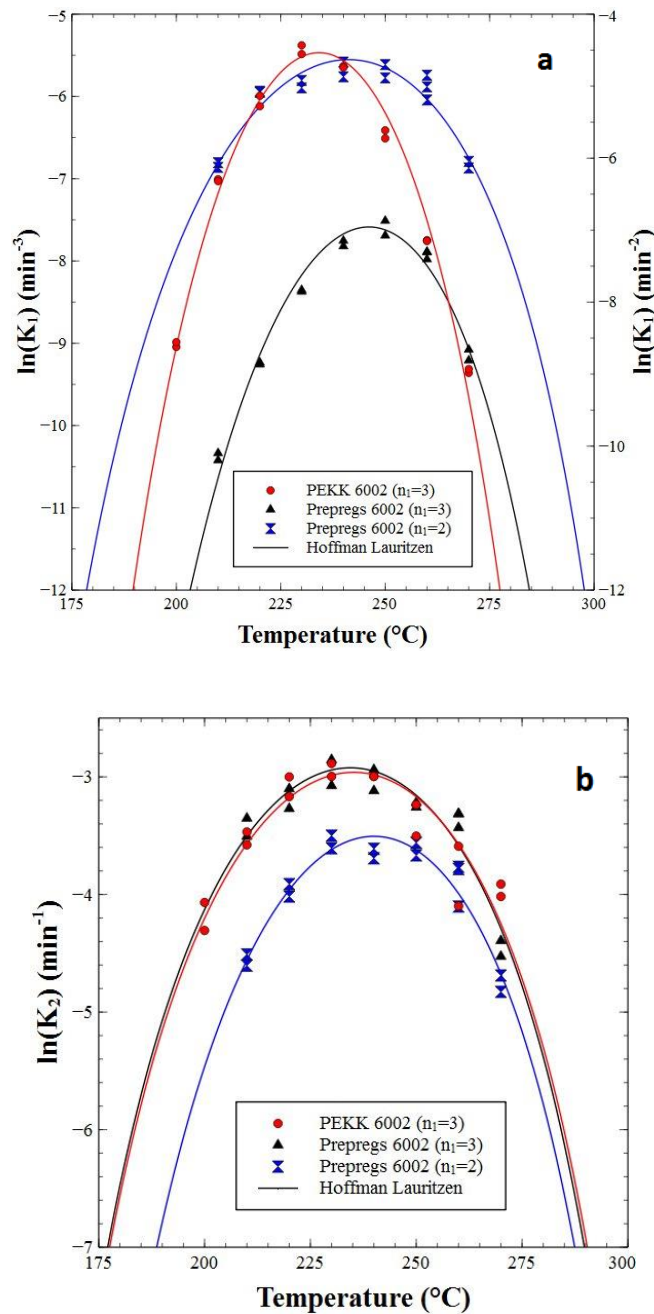 a
ln(K₁) (min⁻³)
−5
−6
−7
−8
−9
−10
−11
−12
ln(K₁) (min⁻²)
−4
−6
−8
−10
−12
PEKK 6002 (n₁=3)
Prepregs 6002 (n₁=3)
Prepregs 6002 (n₁=2)
Hoffman Lauritzen
175 200 225 250 275 300
Temperature (°C)
b
ln(K₂) (min⁻¹)
−3
−4
−5
−6
−7
PEKK 6002 (n₁=3)
Prepregs 6002 (n₁=3)
Prepregs 6002 (n₁=2)
Hoffman Lauritzen
175 200 225 250 275 300
Temperature (°C)